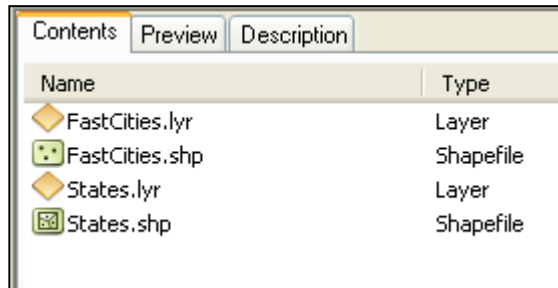 Contents Preview Description
Name Type
FastCities.lyr Layer
FastCities.shp Shapefile
States.lyr Layer
States.shp Shapefile